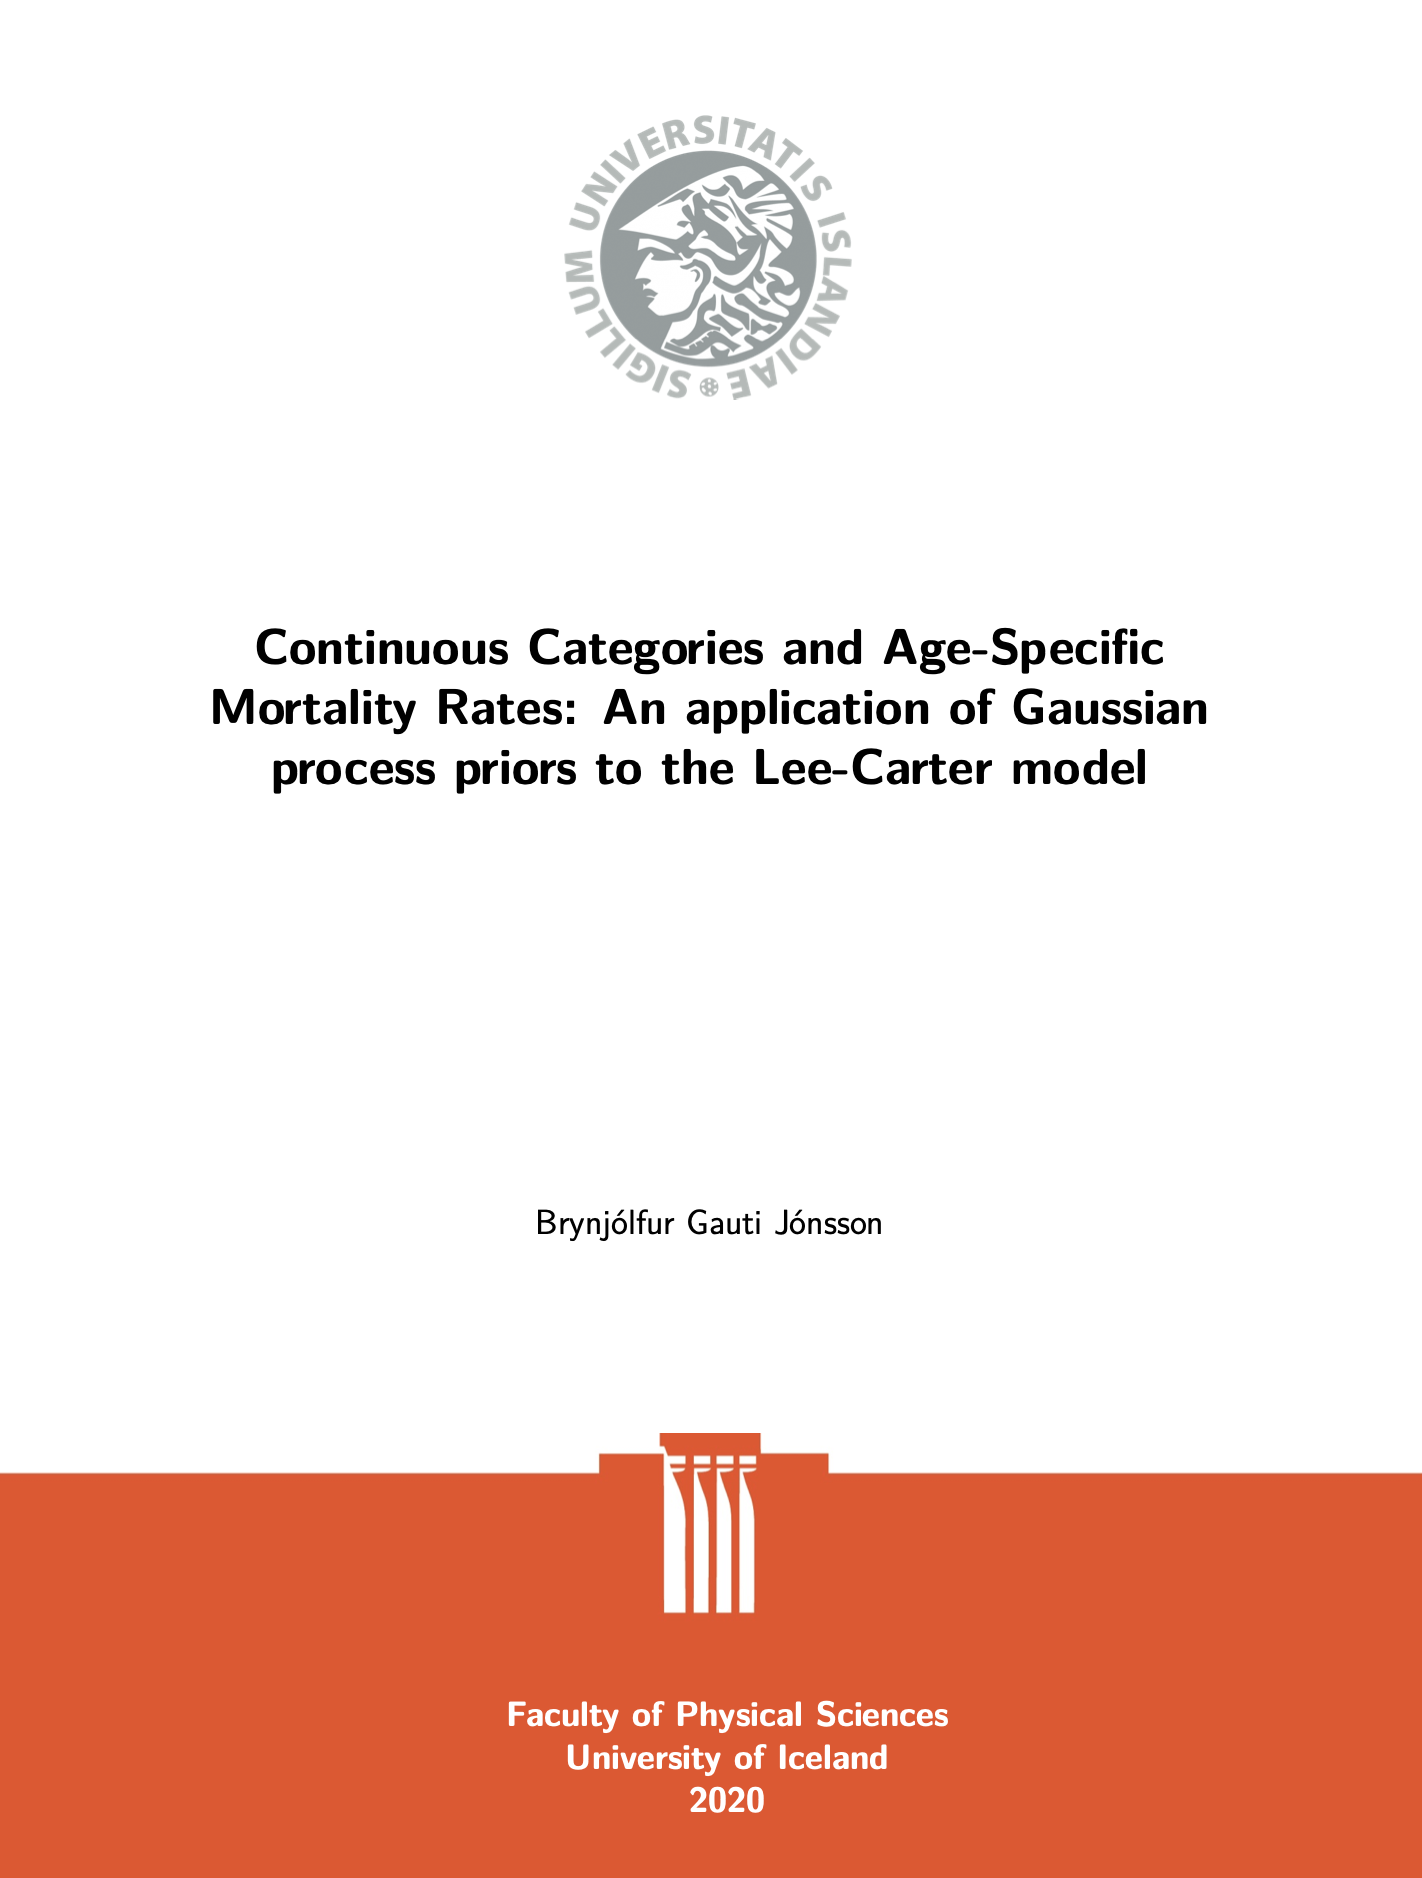 SIGILLUM UNIVERSITATIS ISLANDIAE
Continuous Categories and Age-Specific
Mortality Rates: An application of Gaussian
process priors to the Lee-Carter model
Brynjólfur Gauti Jónsson
Faculty of Physical Sciences
University of Iceland
2020